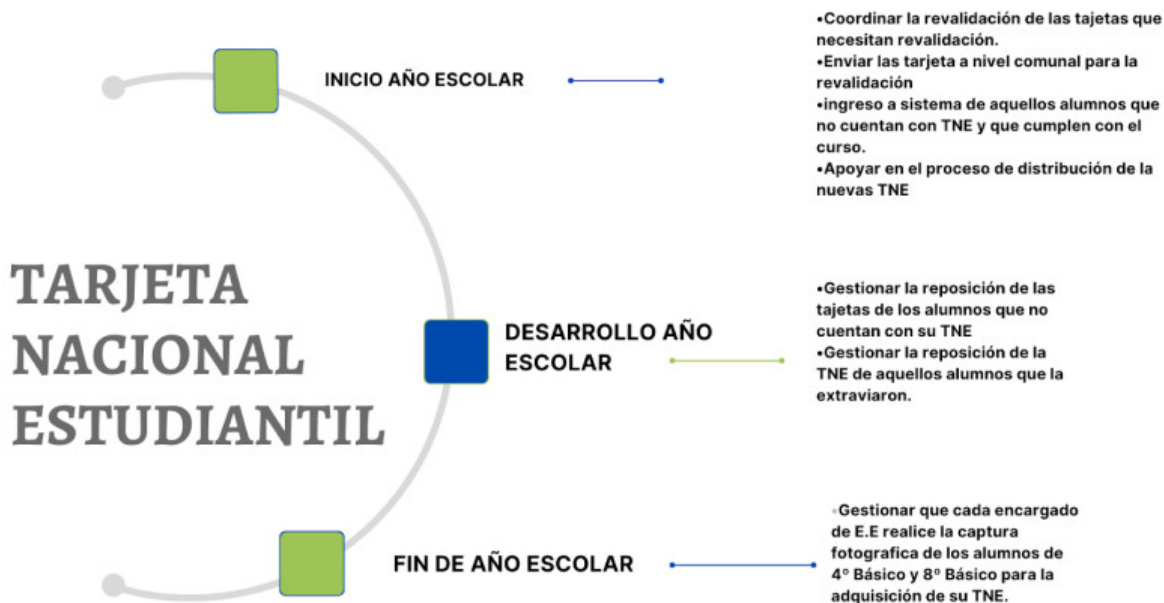 TARJETA
NACIONAL
ESTUDIANTIL
INICIO AÑO ESCOLAR
•Coordinar la revalidación de las tajetas que
necesitan revalidación.
•Enviar las tarjeta a nivel comunal para la
revalidación
•ingreso a sistema de aquellos alumnos que
no cuentan con TNE y que cumplen con el
curso.
•Apoyar en el proceso de distribución de la
nuevas TNE
DESARROLLO AÑO
ESCOLAR
•Gestionar la reposición de las
tajetas de los alumnos que no
cuentan con su TNE
•Gestionar la reposición de la
TNE de aquellos alumnos que la
extraviaron.
FIN DE AÑO ESCOLAR
•Gestionar que cada encargado
de E.E realice la captura
fotografica de los alumnos de
4º Básico y 8º Básico para la
adquisición de su TNE.